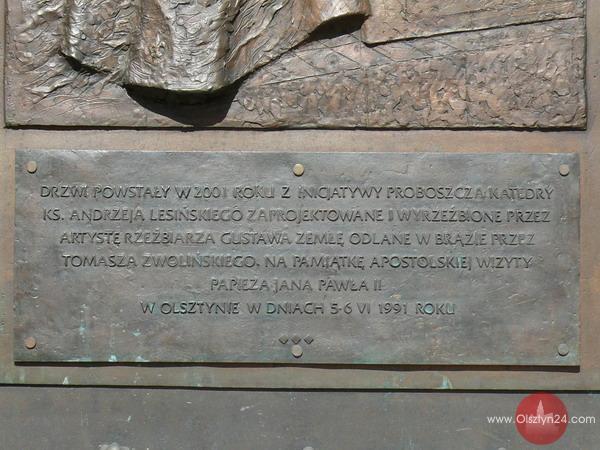 DRZWI POWSTAŁY W 2001 ROKU Z INICJATYWY PROBOSZCZA KATEDRY
KS. ANDRZEJA LESIŃSKIEGO ZAPROJEKTOWANE I WYRZEŹBIONE PRZEZ
ARTYSTĘ RZEŹBIARZA GUSTAWA ZEMŁĘ ODLANE W BRĄZIE PRZEZ
TOMASZA ZWOLIŃSKIEGO. NA PAMIĄTKĘ APOSTOLSKIEJ WIZYTY
PAPIEŻA JANA PAWŁA II
W OLSZTYNIE W DNIACH 5-6 VI 1991 ROKU
www.Olsztyn24.com